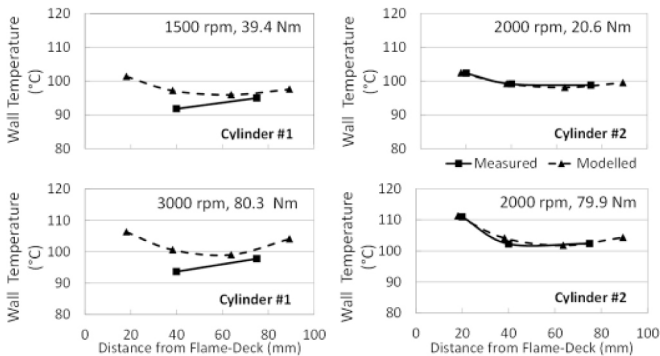 120
1500 rpm, 39.4 Nm
110
100
90
80
Wall Temperature
(°C)
Cylinder #1
120
2000 rpm, 20.6 Nm
110
100
90
80
Wall Temperature
(°C)
Cylinder #2
Measured
Modelled
120
3000 rpm, 80.3 Nm
110
100
90
80
Wall Temperature
(°C)
Cylinder #1
0 20 40 60 80 100
Distance from Flame-Deck (mm)
120
2000 rpm, 79.9 Nm
110
100
90
80
Wall Temperature
(°C)
Cylinder #2
0 20 40 60 80 100
Distance from Flame-Deck (mm)